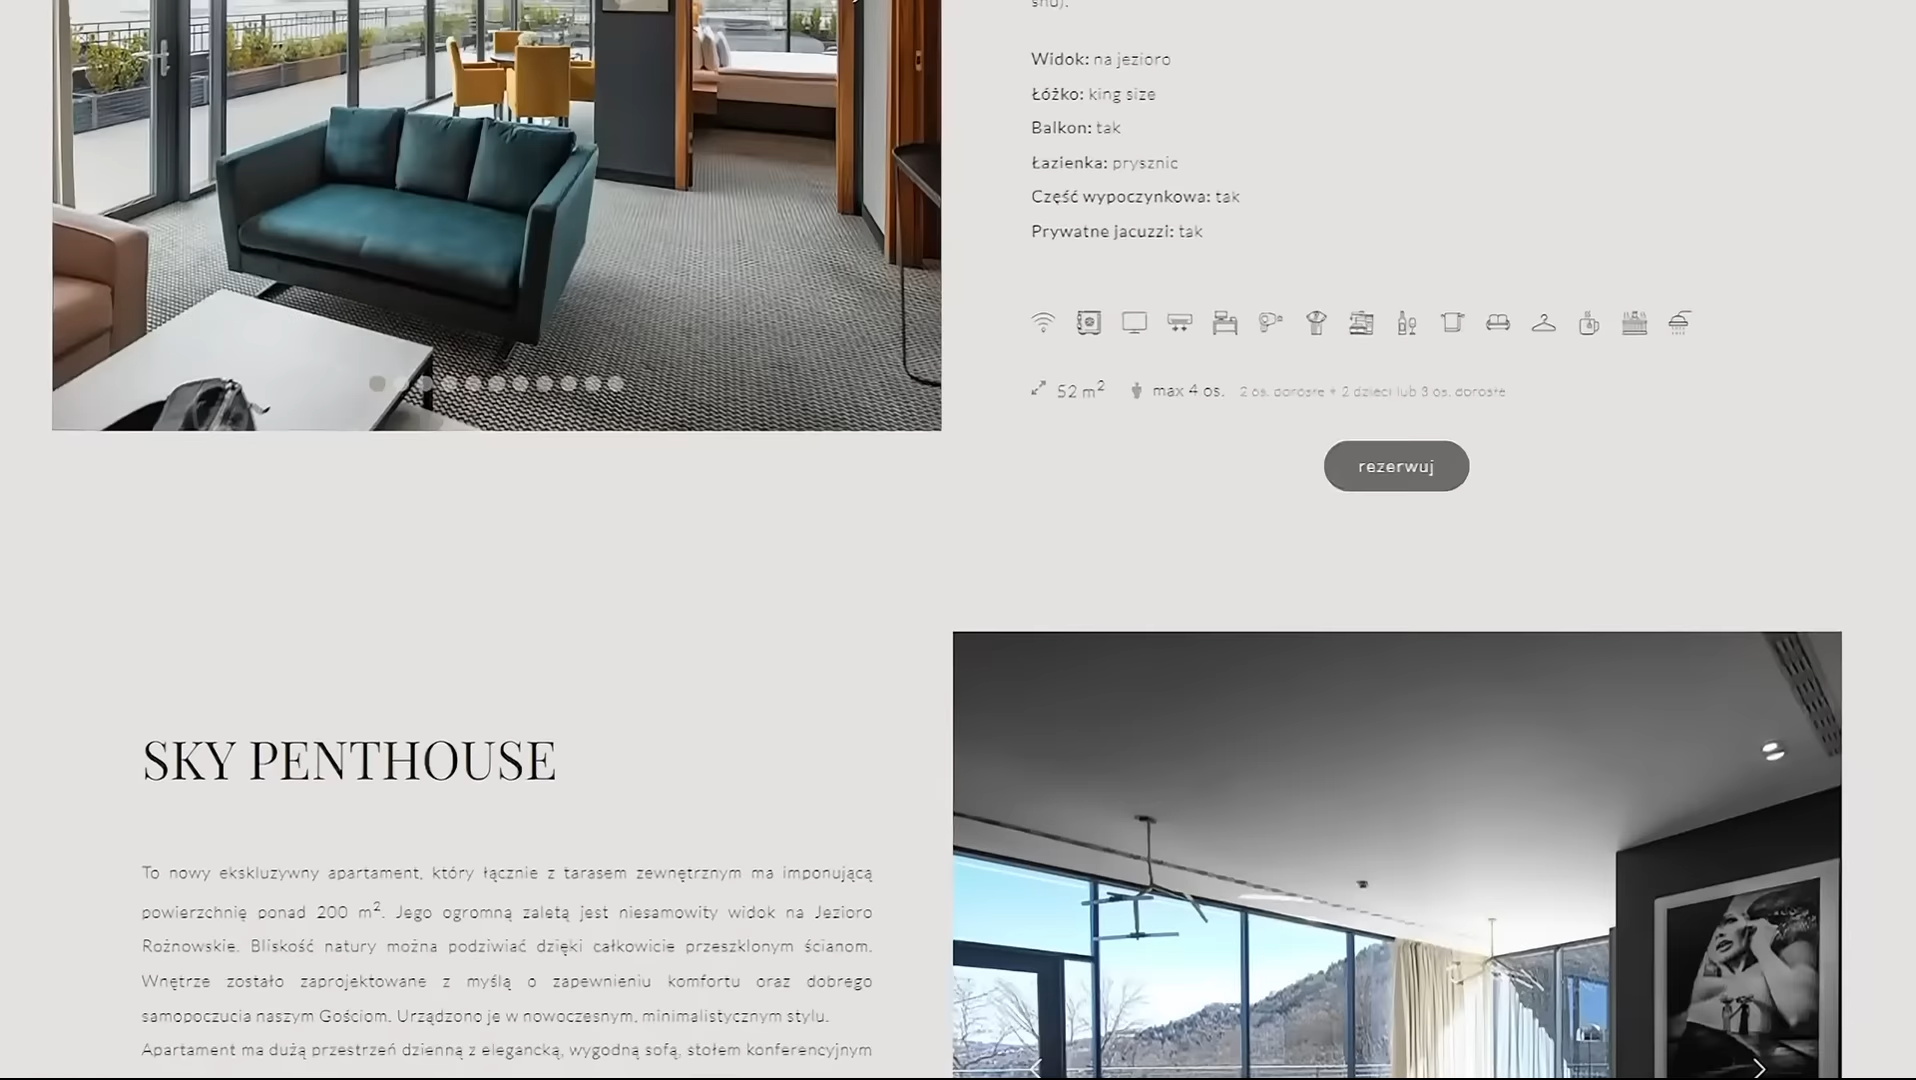 snu).
Widok: na jezioro
Łóżko: king size
Balkon: tak
Łazienka: prysznic
Część wypoczynkowa: tak
Prywatne jacuzzi: tak
52 m² max 4 os. 2 os. dorosłe + 2 dzieci lub 3 os. dorosłe
rezerwuj
SKY PENTHOUSE
To nowy ekskluzywny apartament, który łącznie z tarasem zewnętrznym ma imponującą
powierzchnię ponad 200 m². Jego ogromną zaletą jest niesamowity widok na Jezioro
Rożnowskie. Bliskość natury można podziwiać dzięki całkowicie przeszklonym ścianom.
Wnętrze zostało zaprojektowane z myślą o zapewnieniu komfortu oraz dobrego
samopoczucia naszym Gościom. Urządzono je w nowoczesnym, minimalistycznym stylu.
Apartament ma dużą przestrzeń dzienną z elegancką, wygodną sofą, stołem konferencyjnym